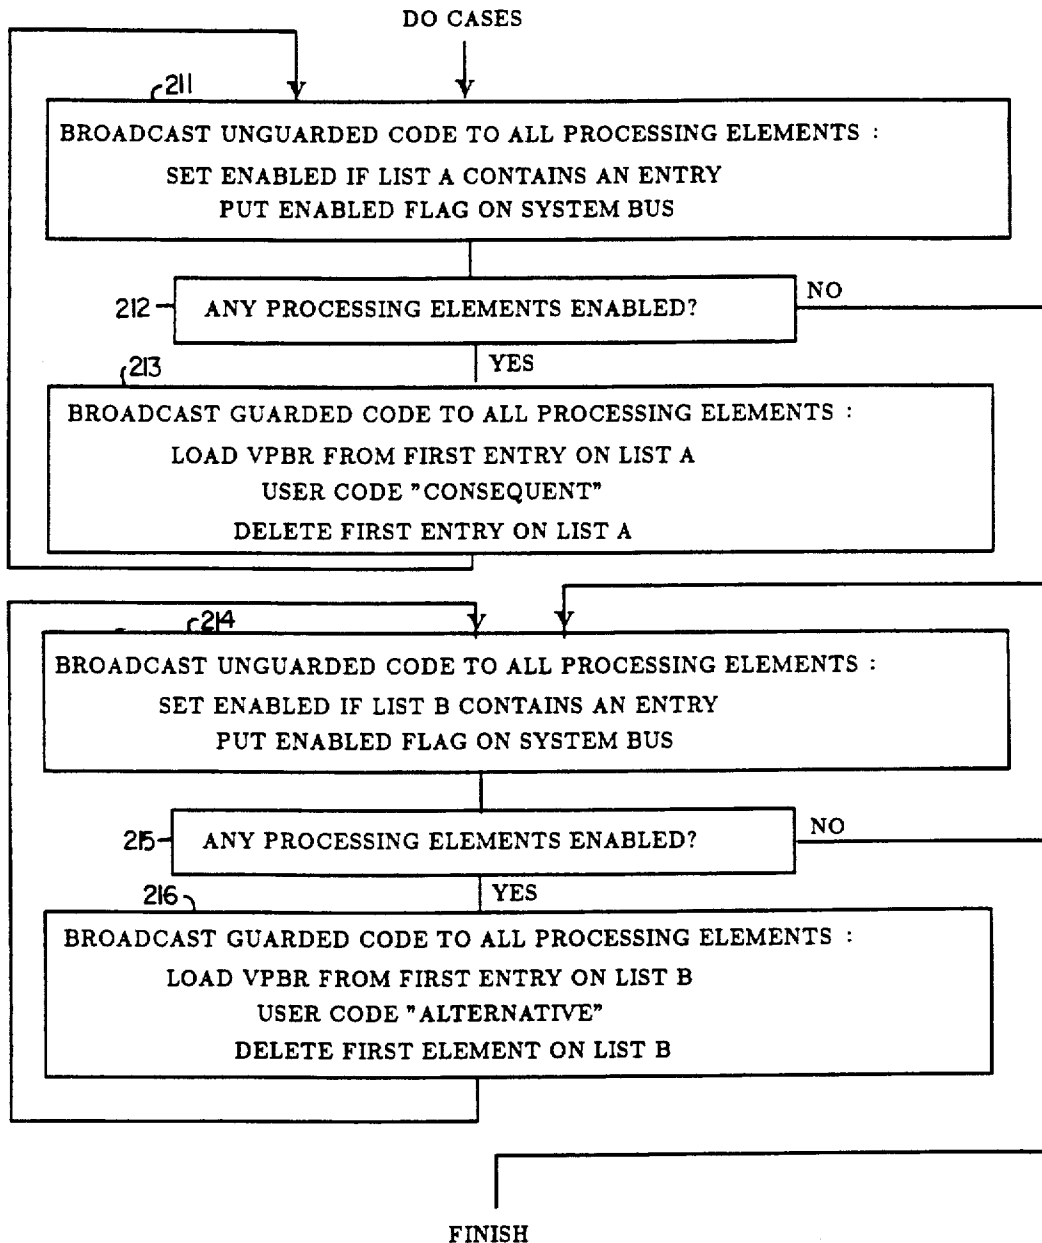 DO CASES
211
BROADCAST UNGUARDED CODE TO ALL PROCESSING ELEMENTS :
SET ENABLED IF LIST A CONTAINS AN ENTRY
PUT ENABLED FLAG ON SYSTEM BUS
212
ANY PROCESSING ELEMENTS ENABLED?
NO
YES
213
BROADCAST GUARDED CODE TO ALL PROCESSING ELEMENTS :
LOAD VPBR FROM FIRST ENTRY ON LIST A
USER CODE "CONSEQUENT"
DELETE FIRST ENTRY ON LIST A
214
BROADCAST UNGUARDED CODE TO ALL PROCESSING ELEMENTS :
SET ENABLED IF LIST B CONTAINS AN ENTRY
PUT ENABLED FLAG ON SYSTEM BUS
215
ANY PROCESSING ELEMENTS ENABLED?
NO
YES
216
BROADCAST GUARDED CODE TO ALL PROCESSING ELEMENTS :
LOAD VPBR FROM FIRST ENTRY ON LIST B
USER CODE "ALTERNATIVE"
DELETE FIRST ELEMENT ON LIST B
FINISH